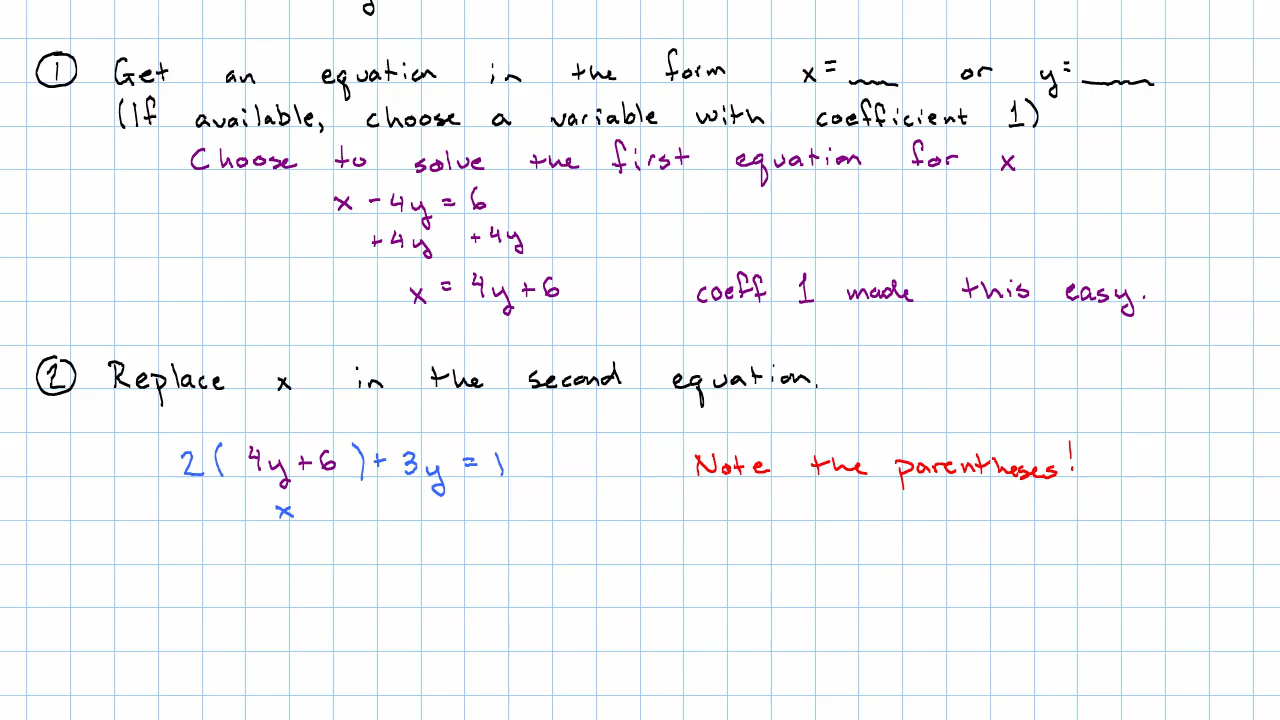 ① Get an equation in the form x = ___ or y = ___
(If available, choose a variable with coefficient 1)
Choose to solve the first equation for x
x - 4y = 6
+4y +4y
x = 4y + 6 coeff 1 made this easy.
② Replace x in the second equation.
2( 4y + 6 ) + 3y = 1 Note the parentheses!
x